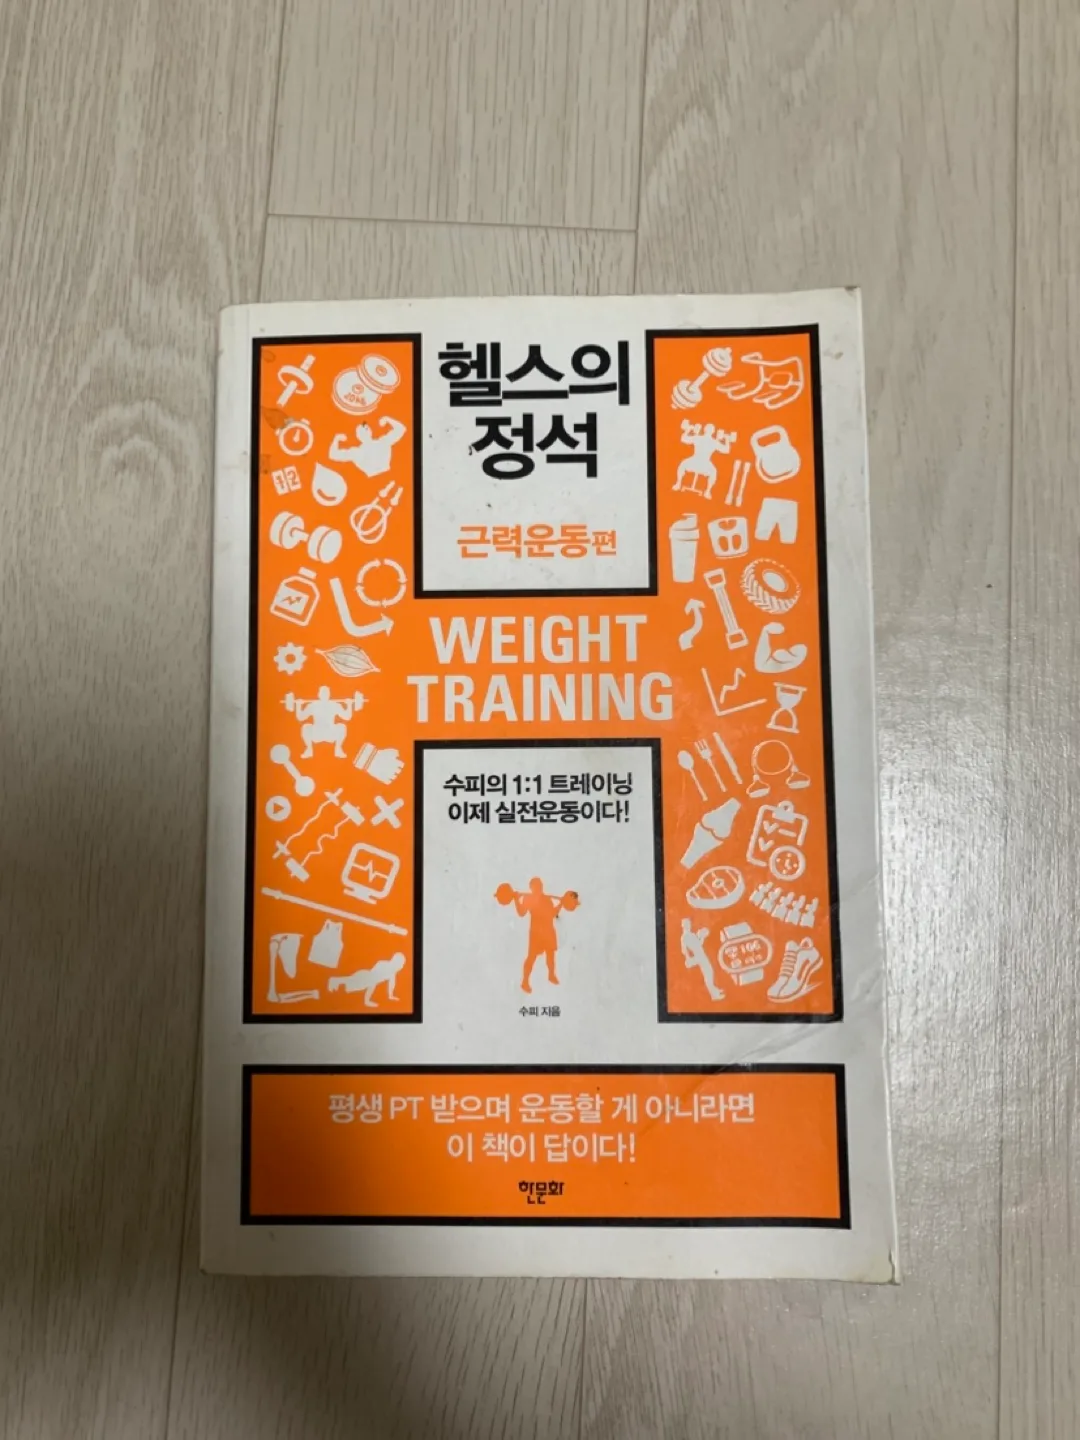 헬스의
정석
근력운동편
WEIGHT
TRAINING
수피의 1:1 트레이닝
이제 실전운동이다!
수피 지음
평생 PT 받으며 운동할 게 아니라면
이 책이 답이다!
한문화